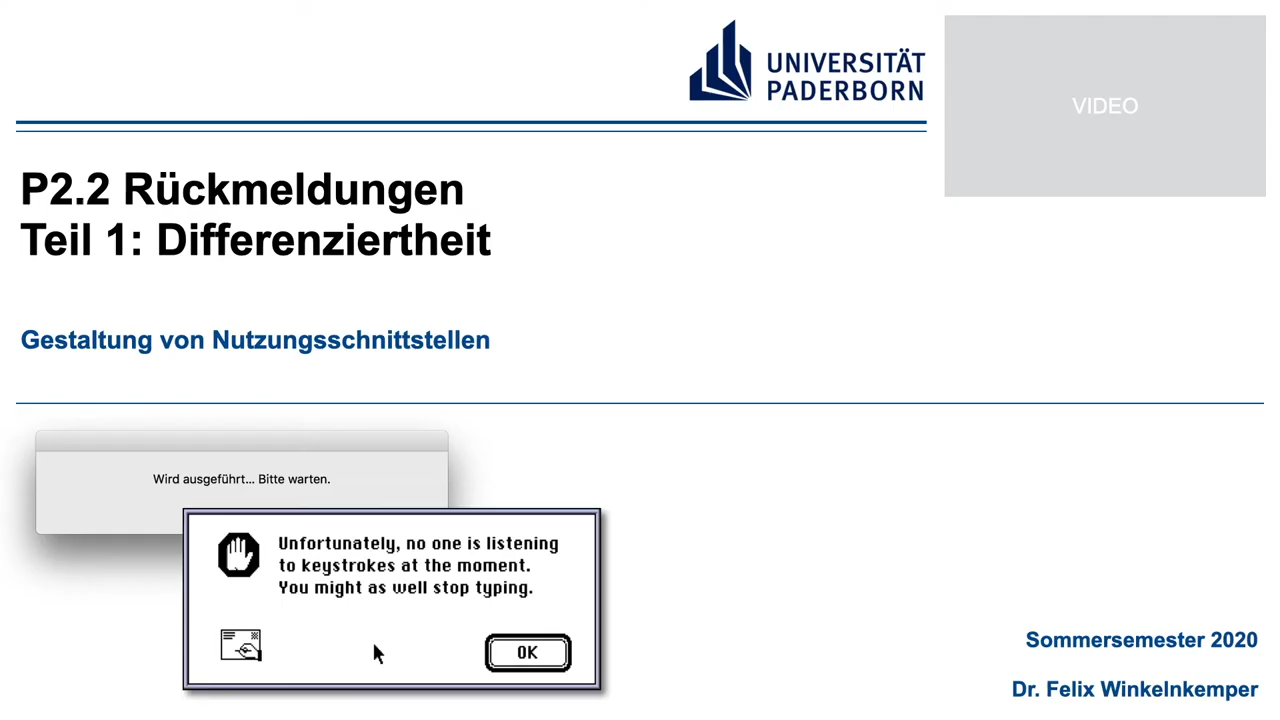 UNIVERSITÄT
PADERBORN
VIDEO
P2.2 Rückmeldungen
Teil 1: Differenziertheit
Gestaltung von Nutzungsschnittstellen
Wird ausgeführt... Bitte warten.
Unfortunately, no one is listening
to keystrokes at the moment.
You might as well stop typing.
OK
Sommersemester 2020
Dr. Felix Winkelnkemper